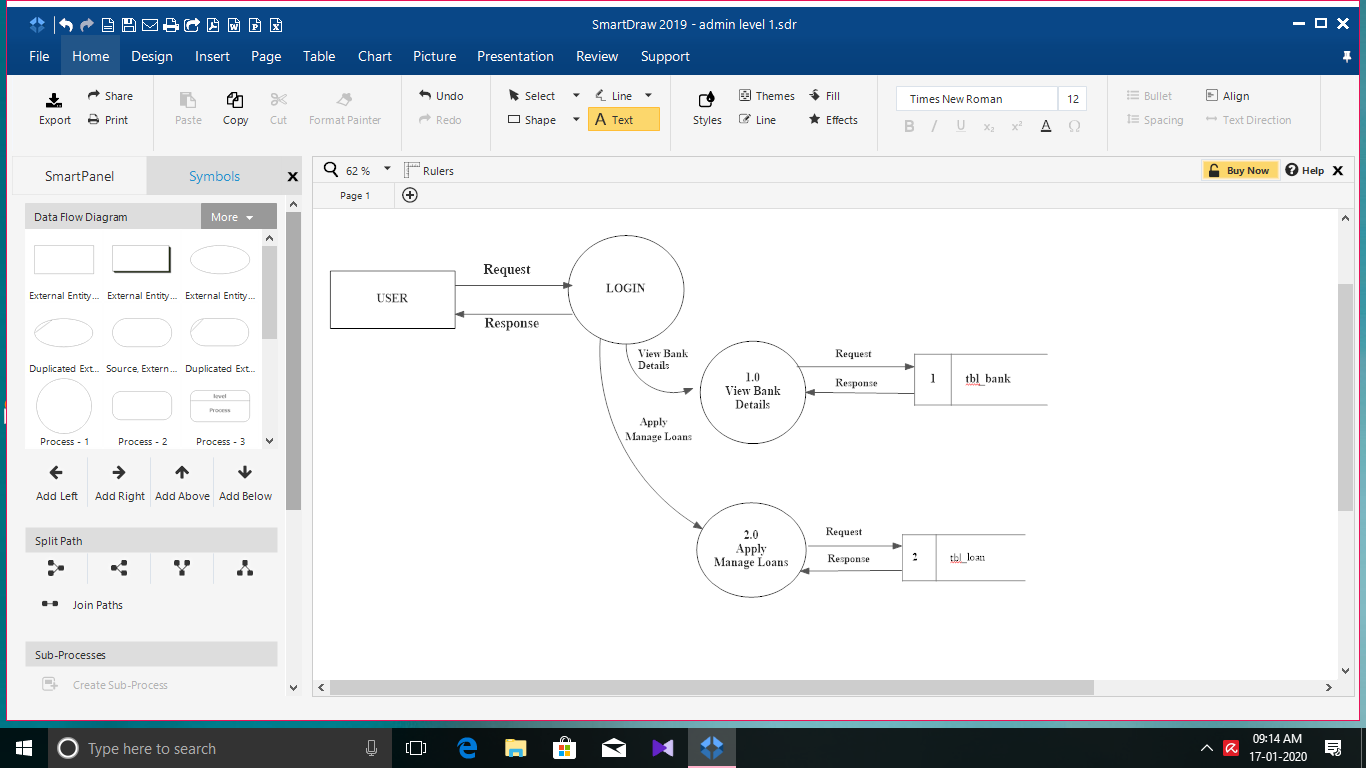 SmartDraw 2019 - admin level 1.sdr
File Home Design Insert Page Table Chart Picture Presentation Review Support
Export
Share
Print
Paste
Copy
Cut
Format Painter
Undo
Redo
Select
Line
Shape
A Text
Styles
Themes
Fill
Line
Effects
Times New Roman 12
B I U x₂ x² A Ω
Bullet
Align
Spacing
Text Direction
SmartPanel
Symbols
62 %
Rulers
Buy Now
Help
Page 1
Data Flow Diagram
More
External Entity... External Entity... External Entity...
Duplicated Ext... Source, Extern... Duplicated Ext...
level
Process
Process - 1 Process - 2 Process - 3
Add Left Add Right Add Above Add Below
Split Path
Join Paths
Sub-Processes
Create Sub-Process
USER
Request
Response
LOGIN
View Bank
Details
1.0
View Bank
Details
Request
Response
1 tbl_bank
Apply
Manage Loans
2.0
Apply
Manage Loans
Request
Response
2 tbl_loan
Type here to search
09:14 AM
17-01-2020